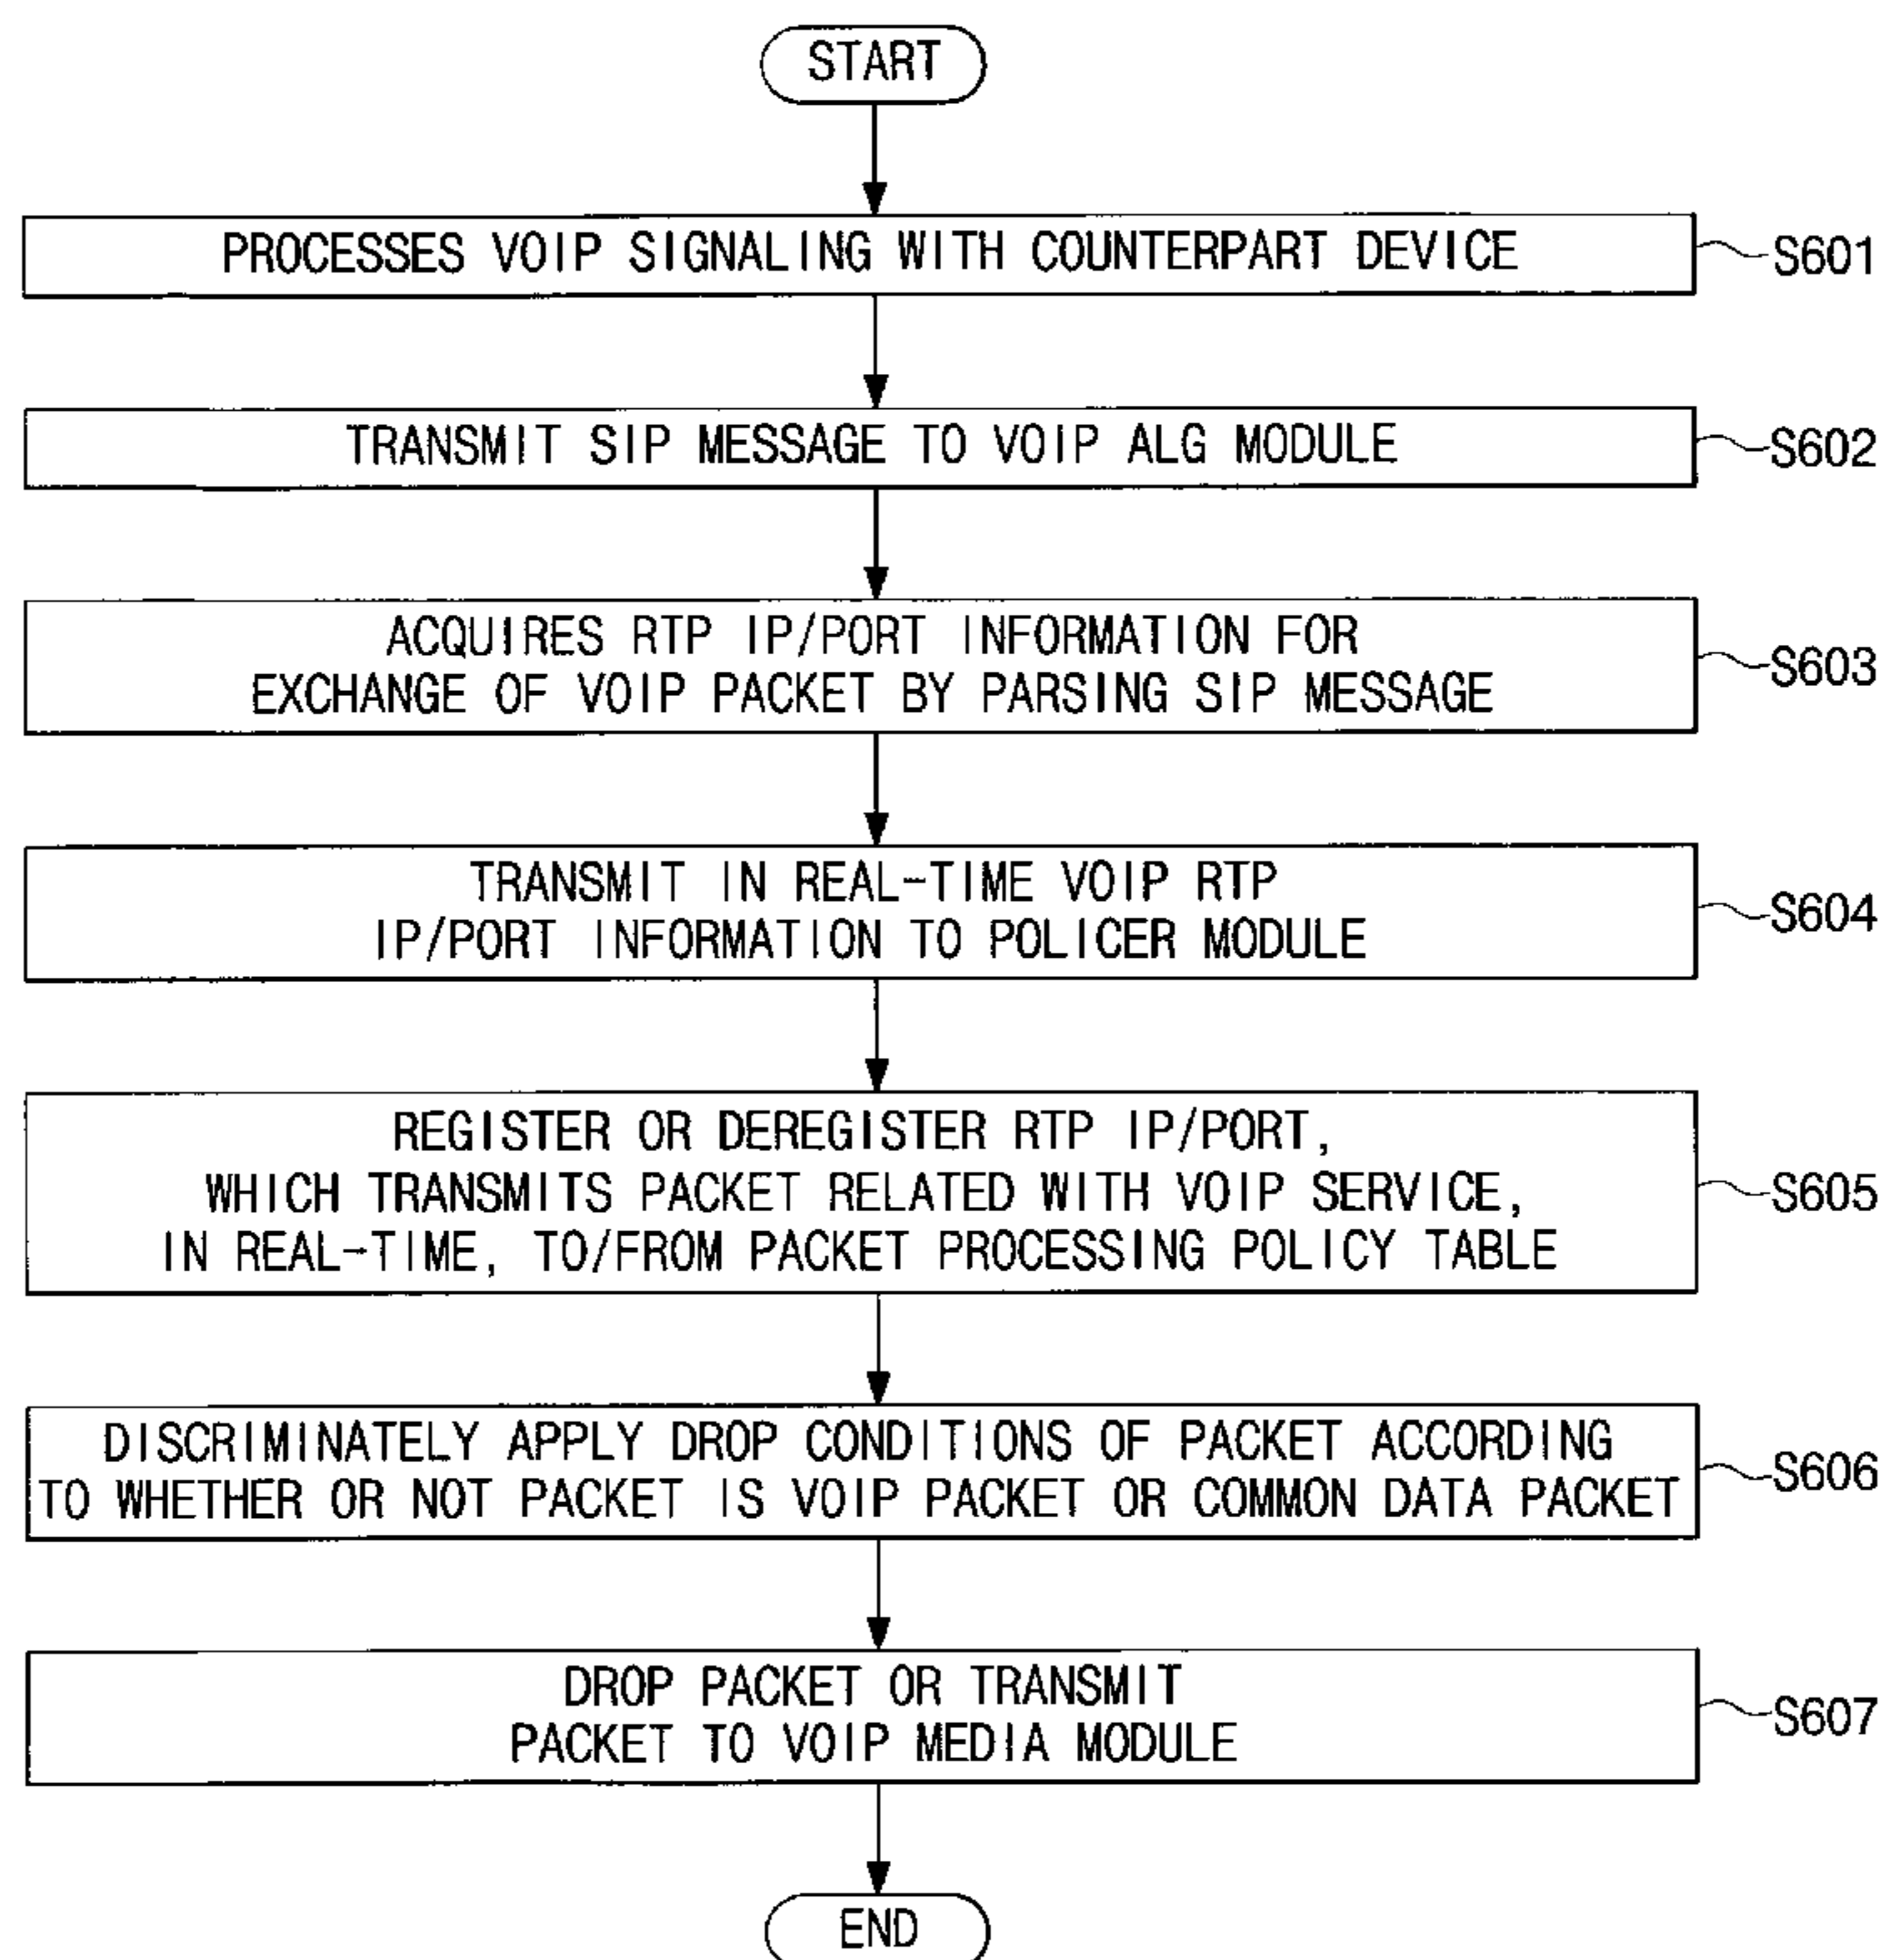 START
PROCESSES VOIP SIGNALING WITH COUNTERPART DEVICE
S601
TRANSMIT SIP MESSAGE TO VOIP ALG MODULE
S602
ACQUIRES RTP IP/PORT INFORMATION FOR
EXCHANGE OF VOIP PACKET BY PARSING SIP MESSAGE
S603
TRANSMIT IN REAL-TIME VOIP RTP
IP/PORT INFORMATION TO POLICER MODULE
S604
REGISTER OR DEREGISTER RTP IP/PORT,
WHICH TRANSMITS PACKET RELATED WITH VOIP SERVICE,
IN REAL-TIME, TO/FROM PACKET PROCESSING POLICY TABLE
S605
DISCRIMINATELY APPLY DROP CONDITIONS OF PACKET ACCORDING
TO WHETHER OR NOT PACKET IS VOIP PACKET OR COMMON DATA PACKET
S606
DROP PACKET OR TRANSMIT
PACKET TO VOIP MEDIA MODULE
S607
END